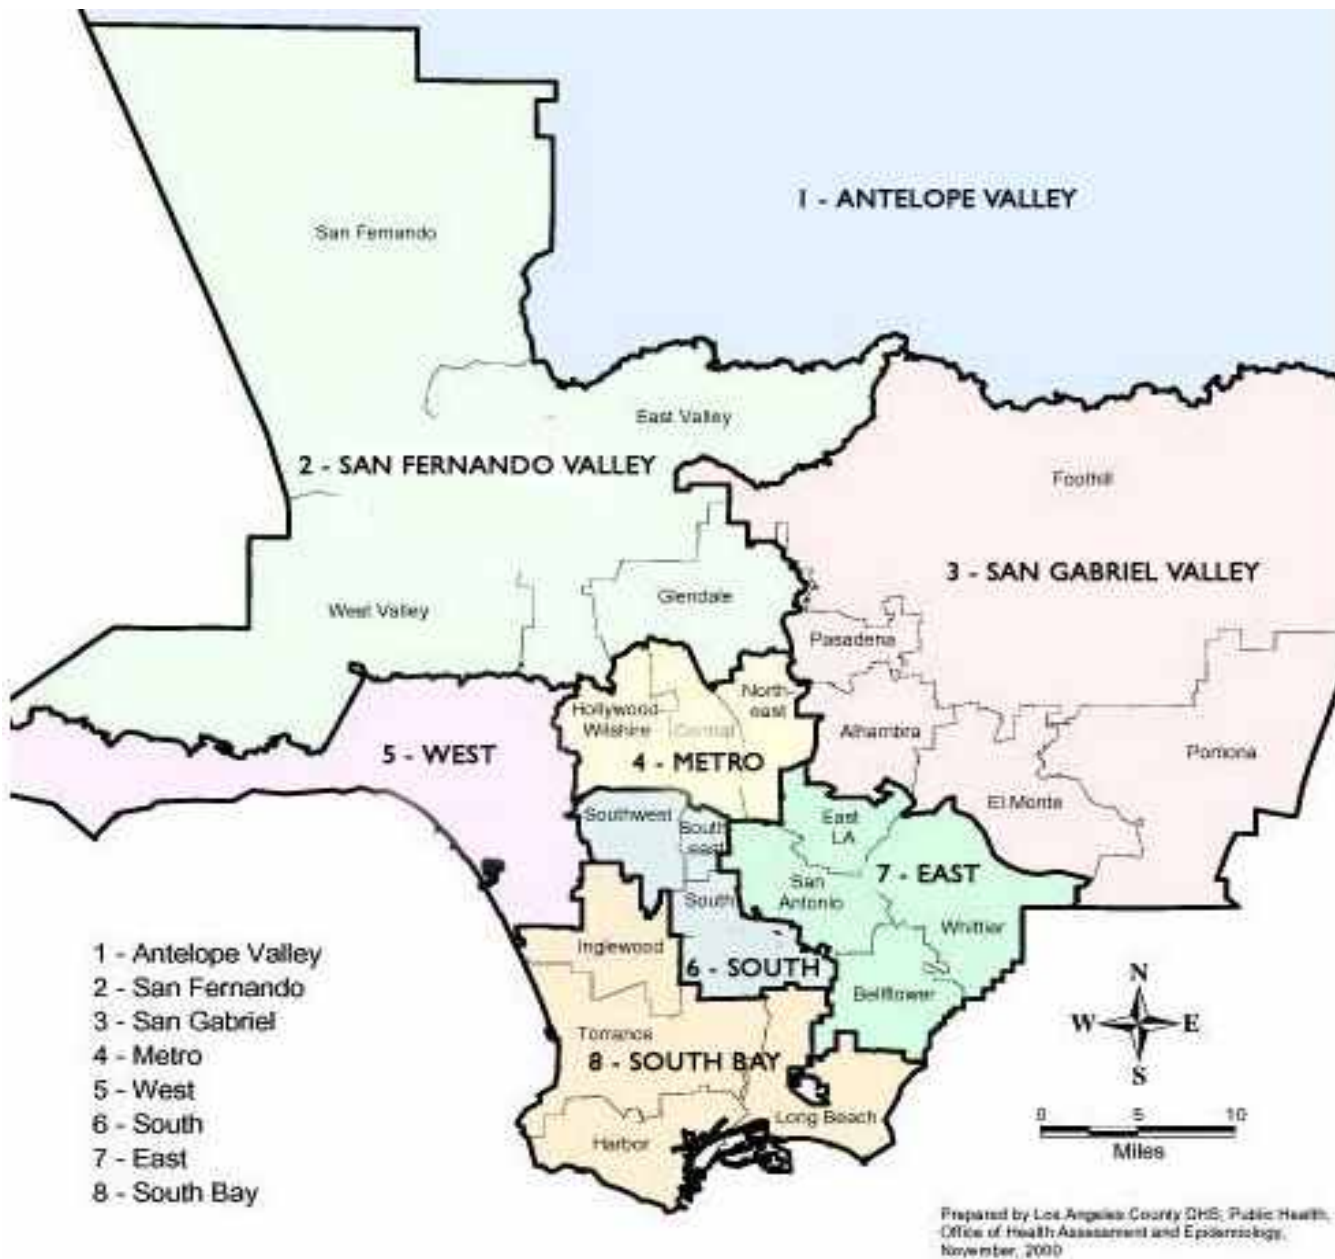 1 - ANTELOPE VALLEY
San Fernando
East Valley
2 - SAN FERNANDO VALLEY
Foothill
3 - SAN GABRIEL VALLEY
West Valley
Glendale
Pasadena
Hollywood
Wilshire
Central
North-
east
Alhambra
Pomona
5 - WEST
4 - METRO
El Monte
Southwest
South
east
East
LA
7 - EAST
San
Antonio
South
Whittier
Inglewood
6 - SOUTH
Bellflower
Torrance
8 - SOUTH BAY
Long Beach
Harbor
1 - Antelope Valley
2 - San Fernando
3 - San Gabriel
4 - Metro
5 - West
6 - South
7 - East
8 - South Bay
N
W E
S
0 5 10
Miles
Prepared by Los Angeles County DHS, Public Health,
Office of Health Assessment and Epidemiology,
November, 2000